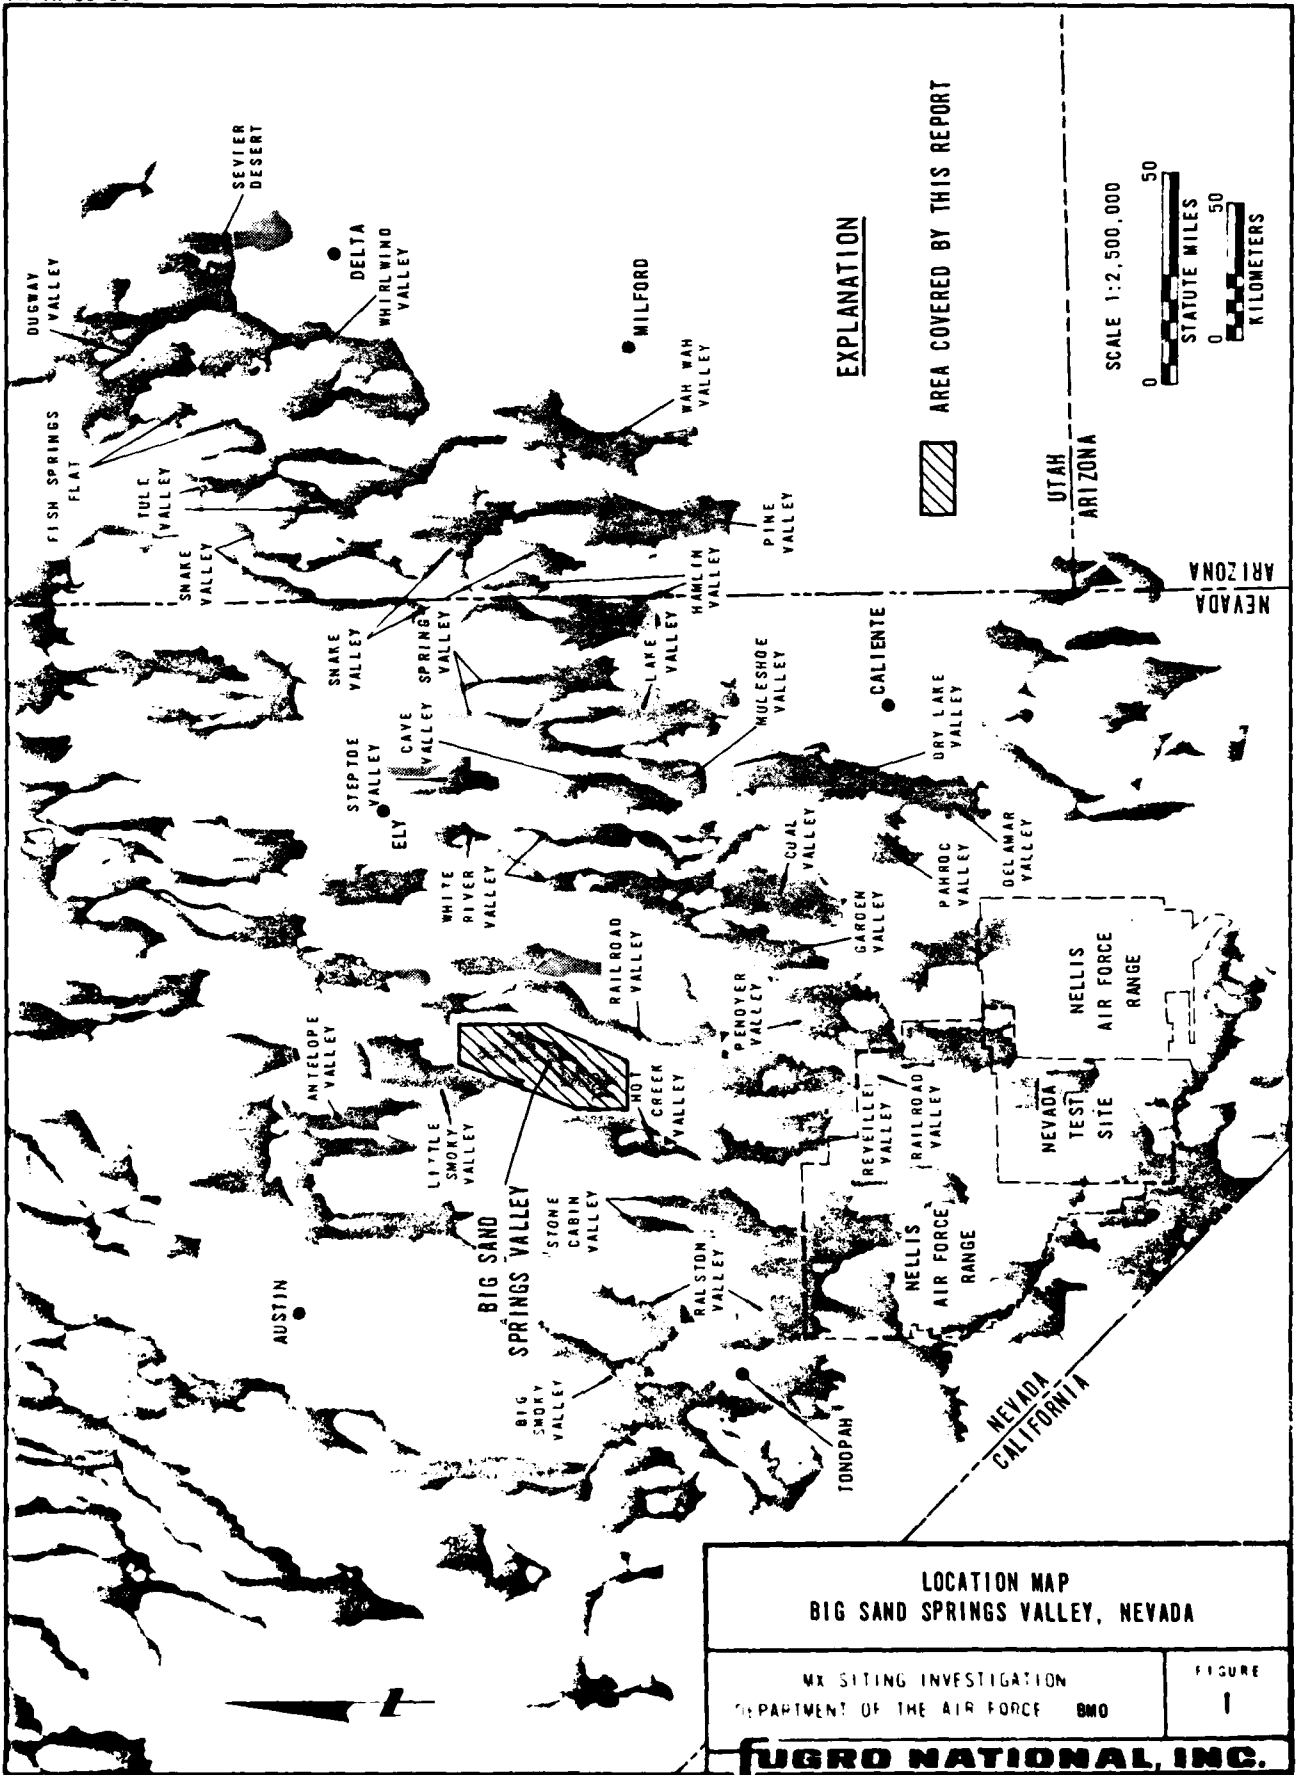 DUGWAY
VALLEY
SEVIER
DESERT
DELTA
WHIRLWIND
VALLEY
FISH SPRINGS
FLAT
TULE
VALLEY
SNAKE
VALLEY
MILFORD
WAH WAH
VALLEY
PINE
VALLEY
HAMLIN
VALLEY
SNAKE
VALLEY
SPRING
VALLEY
LAKE
VALLEY
MULESHOE
VALLEY
CAVE
VALLEY
STEPTOE
VALLEY
ELY
CALIENTE
DRY LAKE
VALLEY
DELAMAR
VALLEY
PAHROC
VALLEY
COAL
VALLEY
GARDEN
VALLEY
WHITE
RIVER
VALLEY
RAILROAD
VALLEY
PENOYER
VALLEY
ANTELOPE
VALLEY
LITTLE
SMOKY
VALLEY
HOT
CREEK
VALLEY
REVEILLE
VALLEY
RAILROAD
VALLEY
BIG SAND
SPRINGS VALLEY
STONE
CABIN
VALLEY
RALSTON
VALLEY
AUSTIN
BIG
SMOKY
VALLEY
TONOPAH
NELLIS
AIR FORCE
RANGE
NEVADA
TEST
SITE
NELLIS
AIR FORCE
RANGE
NEVADA
CALIFORNIA
UTAH
ARIZONA
NEVADA
ARIZONA
EXPLANATION
AREA COVERED BY THIS REPORT
SCALE 1:2,500,000
0 50
STATUTE MILES
0 50
KILOMETERS
N
LOCATION MAP
BIG SAND SPRINGS VALLEY, NEVADA
MX SITING INVESTIGATION
DEPARTMENT OF THE AIR FORCE BMO
FIGURE
1
FUGRO NATIONAL, INC.